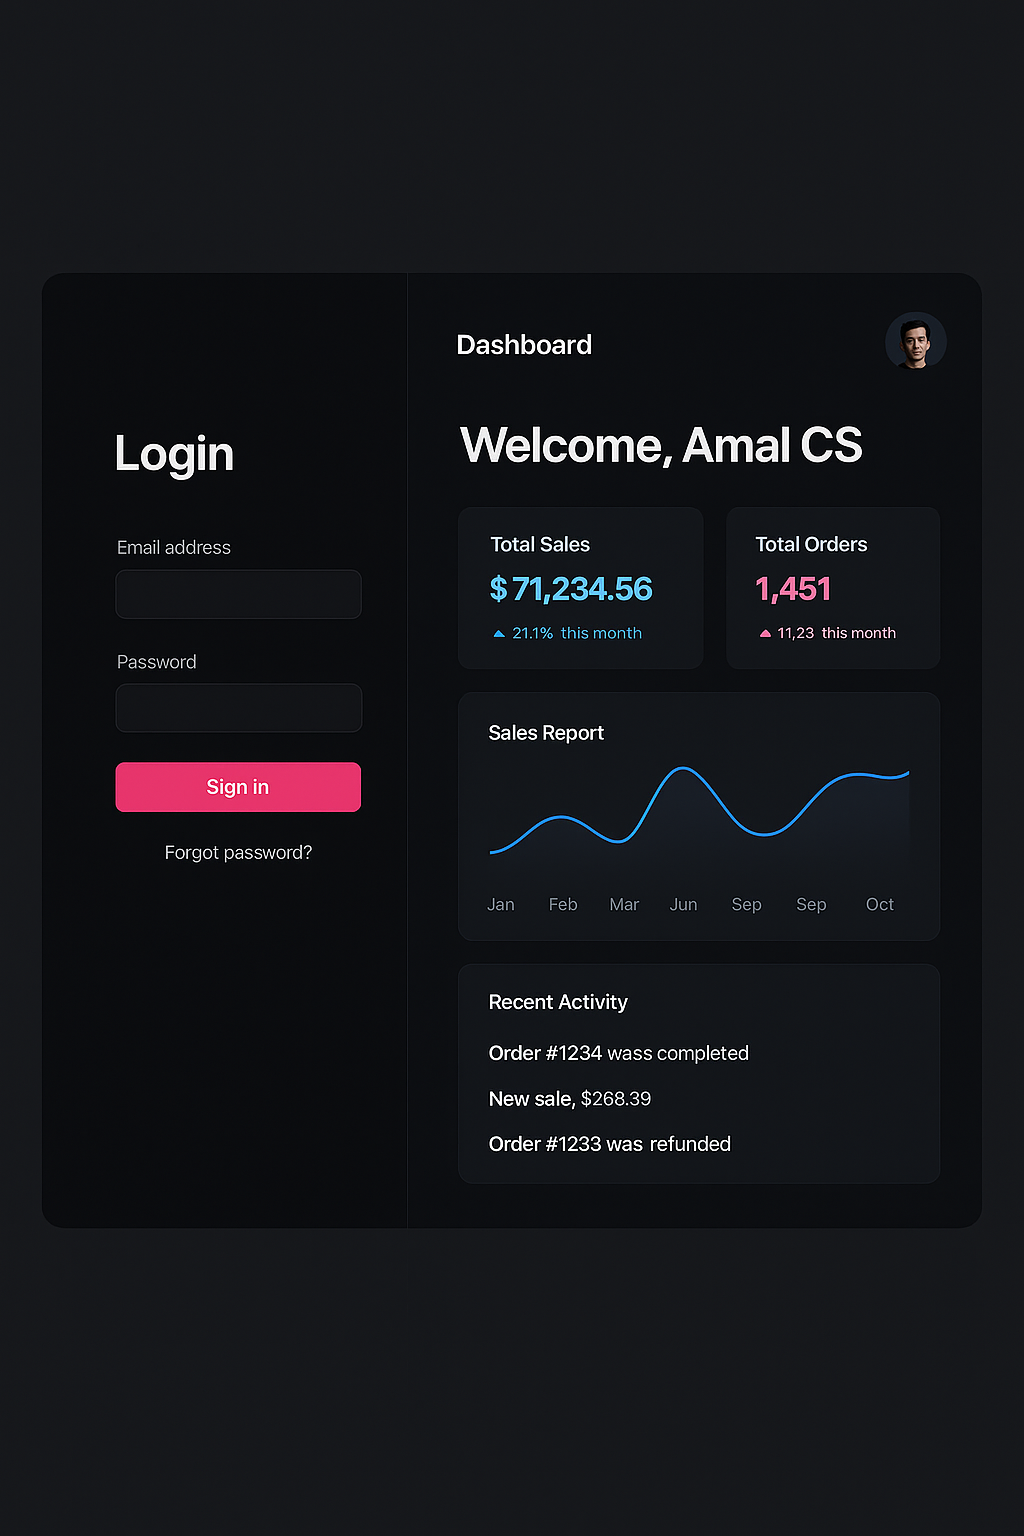 Login
Email address
Password
Sign in
Forgot password?
Dashboard
Welcome, Amal CS
Total Sales
$71,234.56
21.1% this month
Total Orders
1,451
11,23 this month
Sales Report
Jan Feb Mar Jun Sep Sep Oct
Recent Activity
Order #1234 wass completed
New sale, $268.39
Order #1233 was refunded